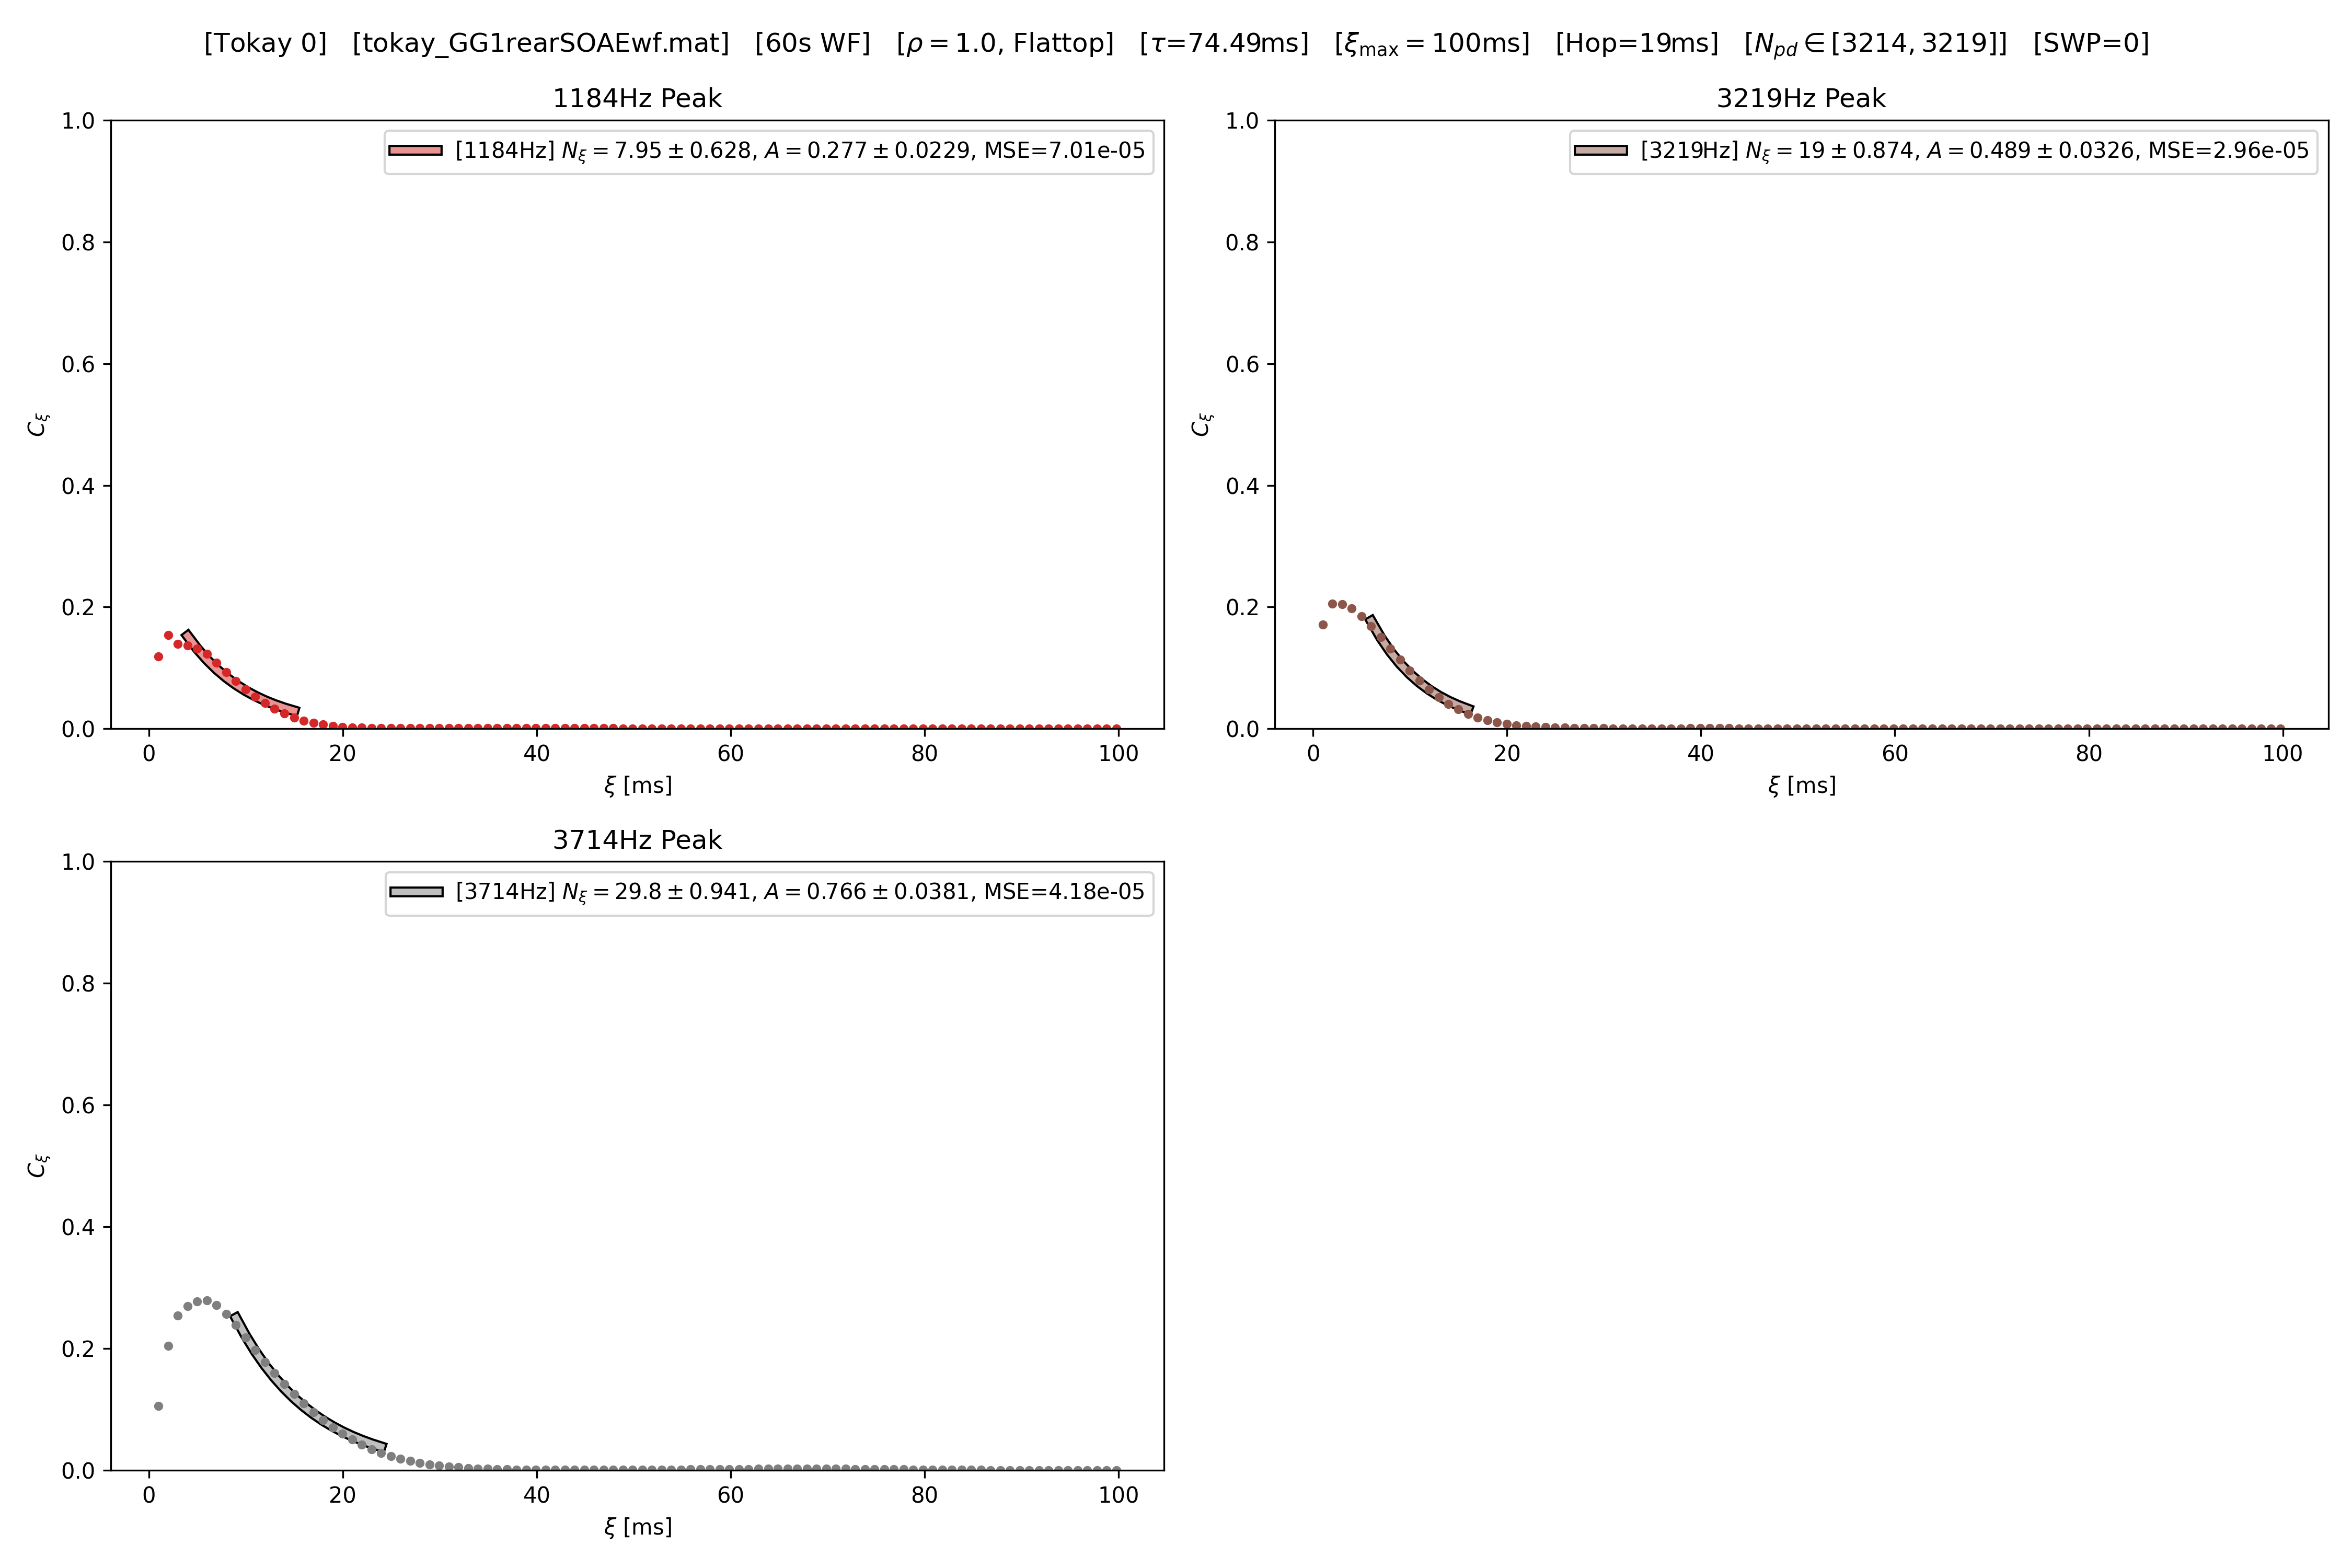 [Tokay 0] [tokay_GG1rearSOAEwf.mat] [60s WF] [ρ = 1.0, Flattop] [τ=74.49ms] [ξmax = 100ms] [Hop=19ms] [Npd ∈ [3214, 3219]] [SWP=0]
1184Hz Peak
[1184Hz] Nξ = 7.95 ± 0.628, A = 0.277 ± 0.0229, MSE=7.01e-05
1.0
0.8
0.6
0.4
0.2
0.0
Cξ
0 20 40 60 80 100
ξ [ms]
3219Hz Peak
[3219Hz] Nξ = 19 ± 0.874, A = 0.489 ± 0.0326, MSE=2.96e-05
1.0
0.8
0.6
0.4
0.2
0.0
Cξ
0 20 40 60 80 100
ξ [ms]
3714Hz Peak
[3714Hz] Nξ = 29.8 ± 0.941, A = 0.766 ± 0.0381, MSE=4.18e-05
1.0
0.8
0.6
0.4
0.2
0.0
Cξ
0 20 40 60 80 100
ξ [ms]